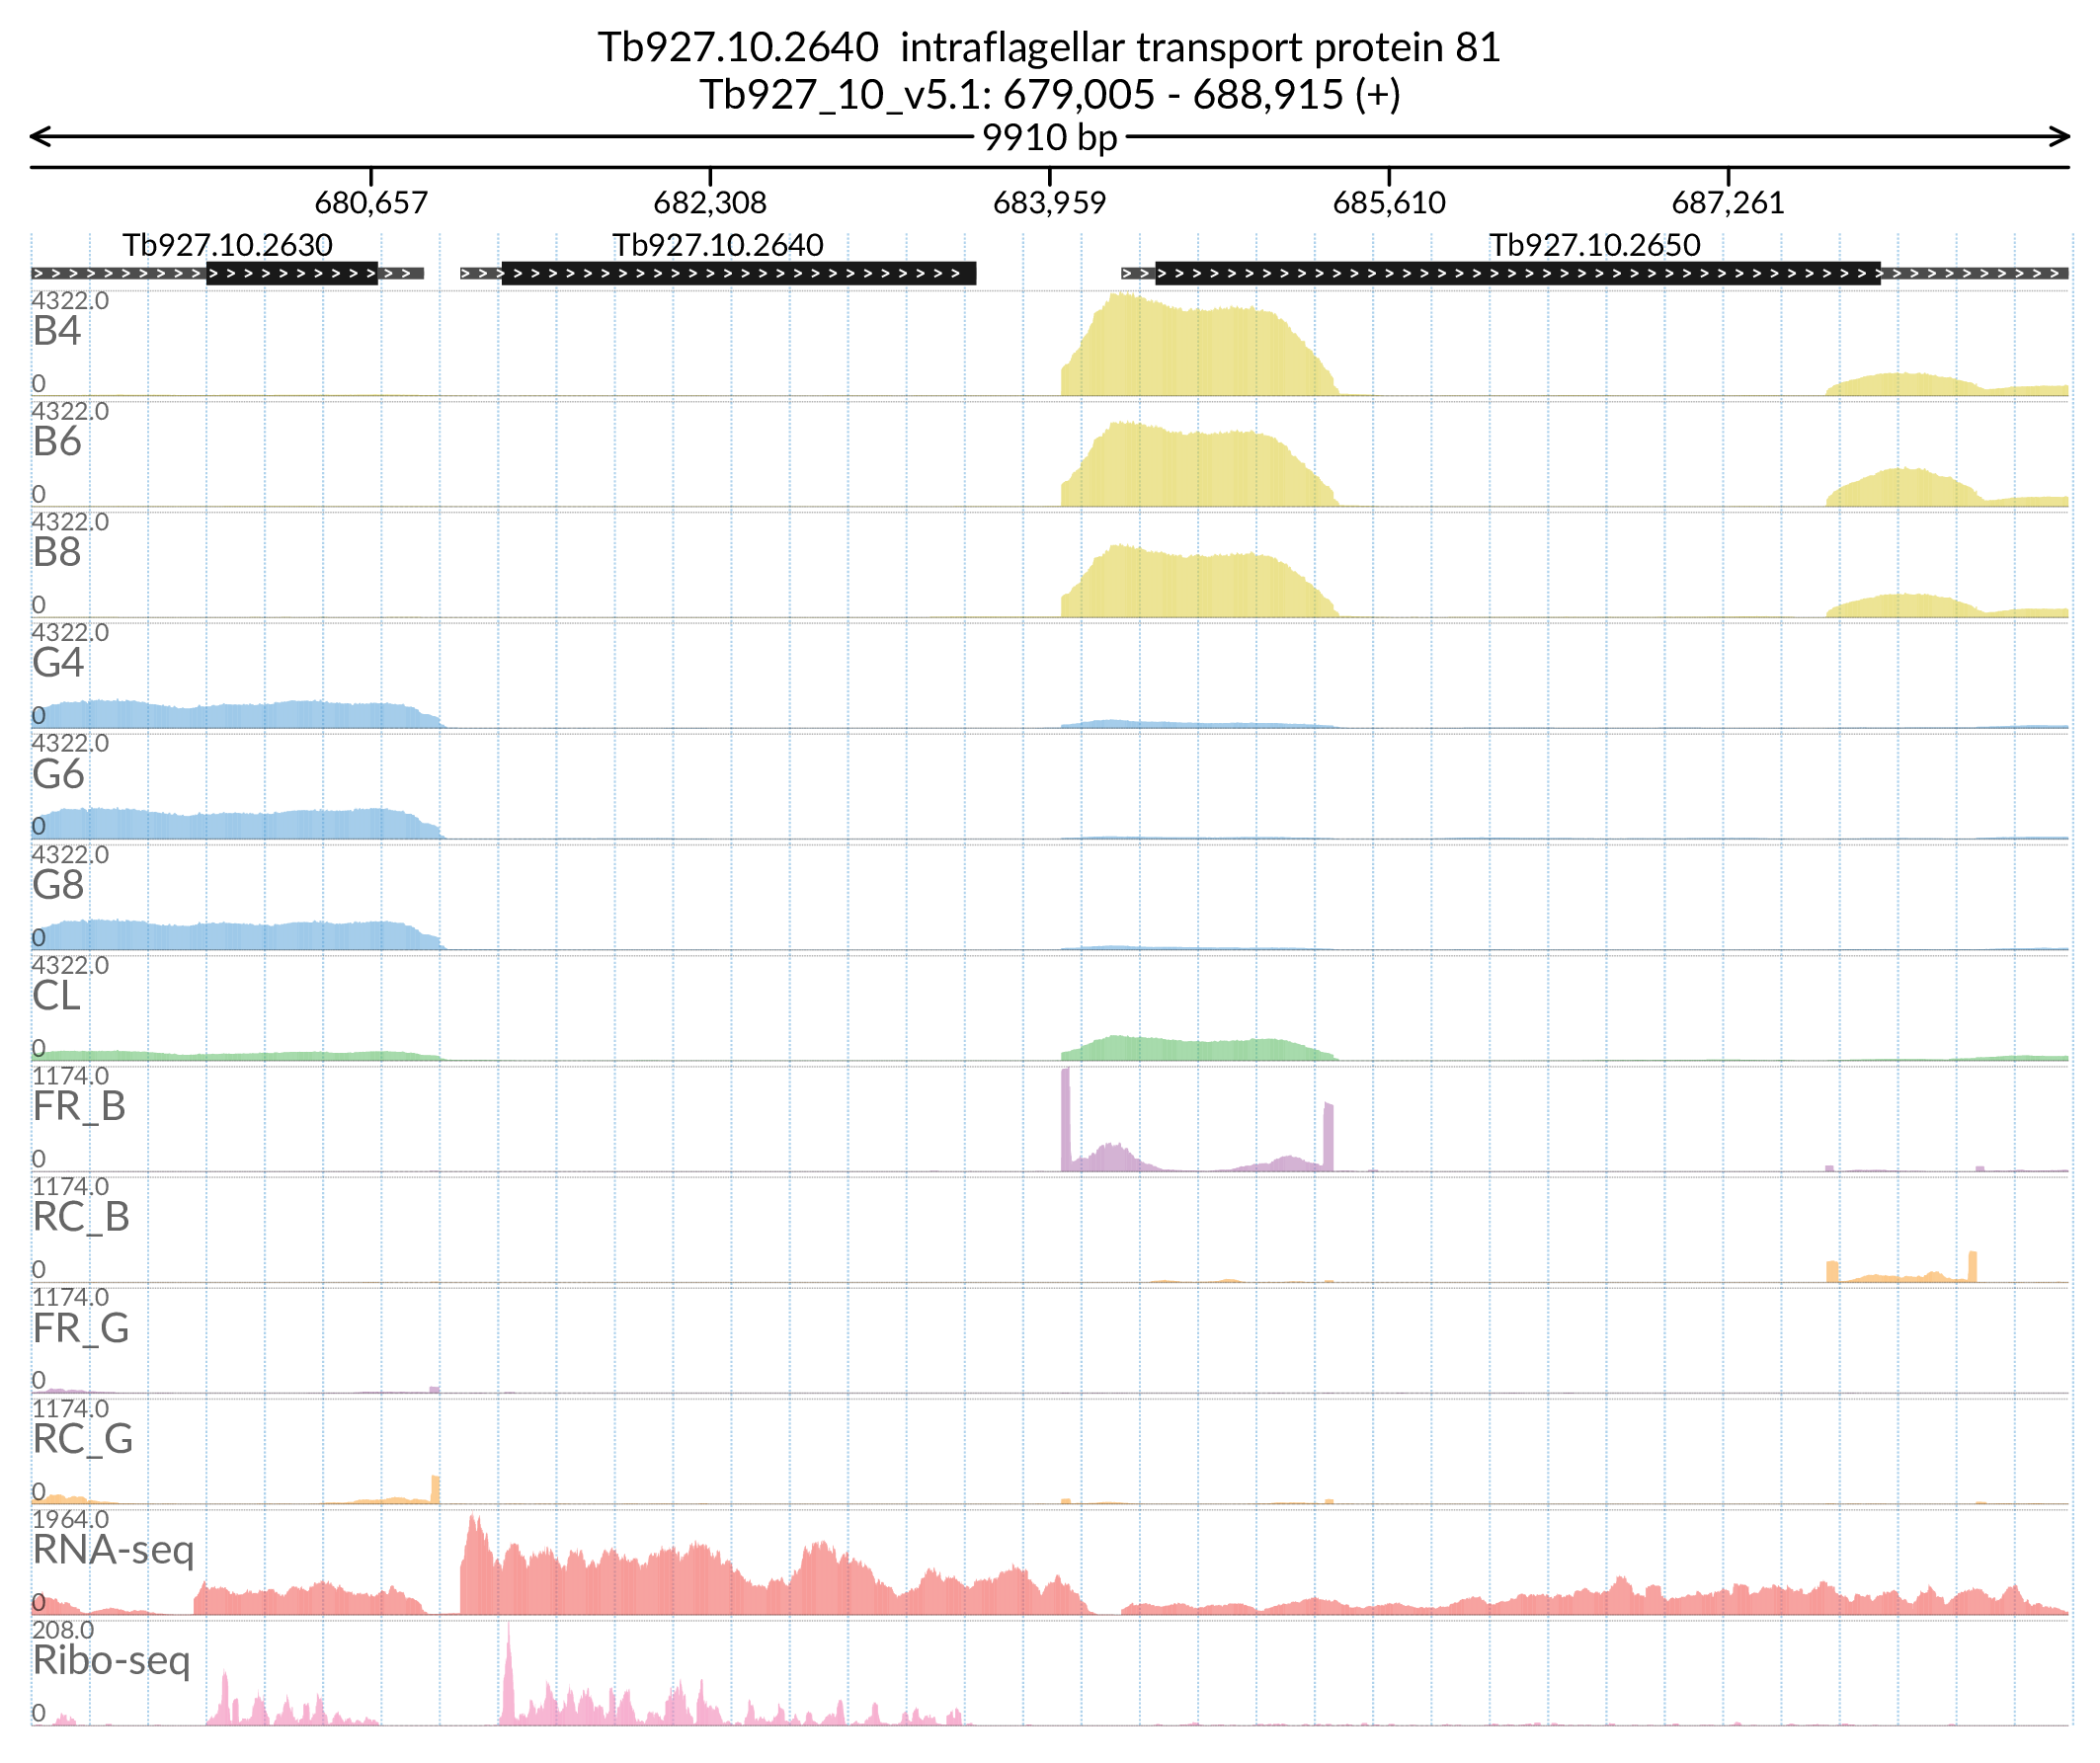 Tb927.10.2640  intraflagellar transport protein 81
Tb927_10_v5.1: 679,005 - 688,915 (+)
9910 bp
680,657 682,308 683,959 685,610 687,261
Tb927.10.2630 Tb927.10.2640 Tb927.10.2650
4322.0
B4
0
4322.0
B6
0
4322.0
B8
0
4322.0
G4
0
4322.0
G6
0
4322.0
G8
0
4322.0
CL
0
1174.0
FR_B
0
1174.0
RC_B
0
1174.0
FR_G
0
1174.0
RC_G
0
1964.0
RNA-seq
0
208.0
Ribo-seq
0